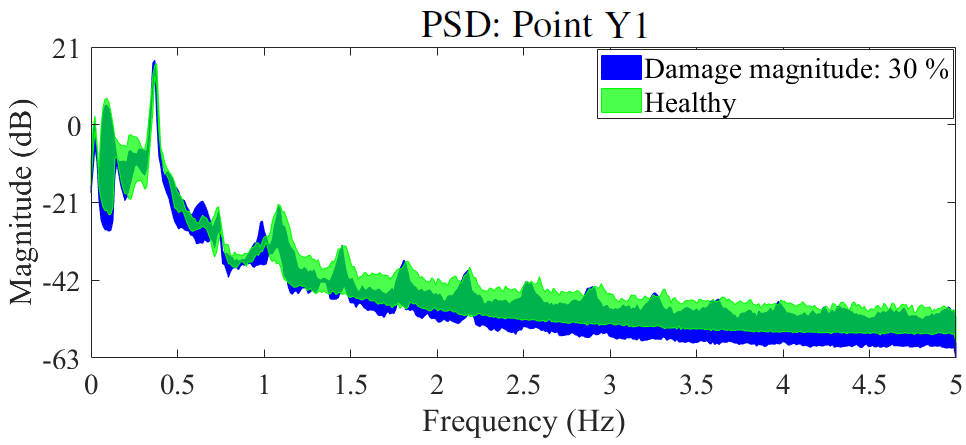 PSD: Point Y1
Damage magnitude: 30 %
Healthy
Magnitude (dB)
21
0
-21
-42
-63
0 0.5 1 1.5 2 2.5 3 3.5 4 4.5 5
Frequency (Hz)